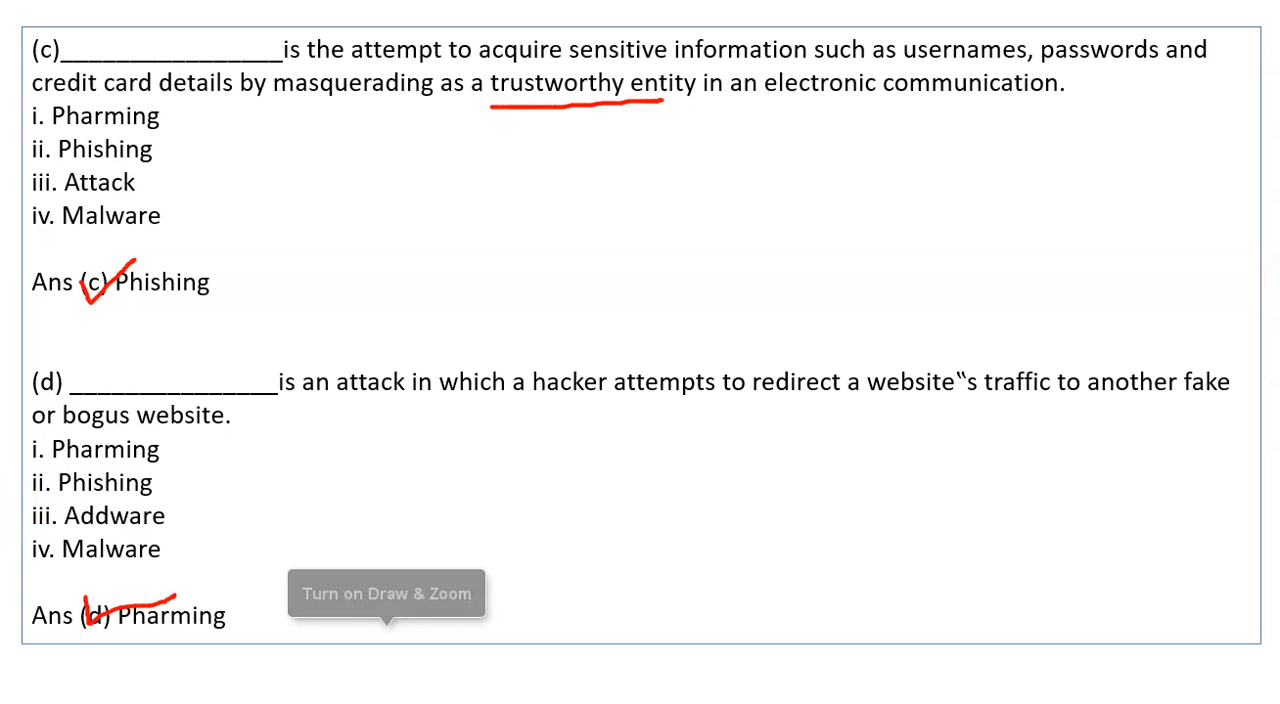 (c)________________is the attempt to acquire sensitive information such as usernames, passwords and
credit card details by masquerading as a trustworthy entity in an electronic communication.
i. Pharming
ii. Phishing
iii. Attack
iv. Malware
Ans (c) Phishing
(d) _______________is an attack in which a hacker attempts to redirect a website‟s traffic to another fake
or bogus website.
i. Pharming
ii. Phishing
iii. Addware
iv. Malware
Turn on Draw & Zoom
Ans (d) Pharming